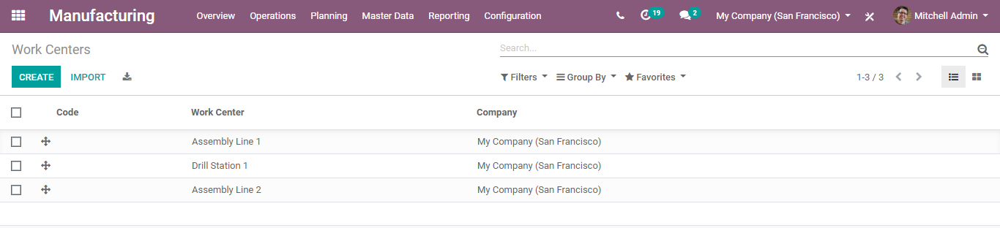 Manufacturing Overview Operations Planning Master Data Reporting Configuration 19 2 My Company (San Francisco) Mitchell Admin
Work Centers Search...
CREATE IMPORT Filters Group By Favorites 1-3 / 3
Code Work Center Company
Assembly Line 1 My Company (San Francisco)
Drill Station 1 My Company (San Francisco)
Assembly Line 2 My Company (San Francisco)